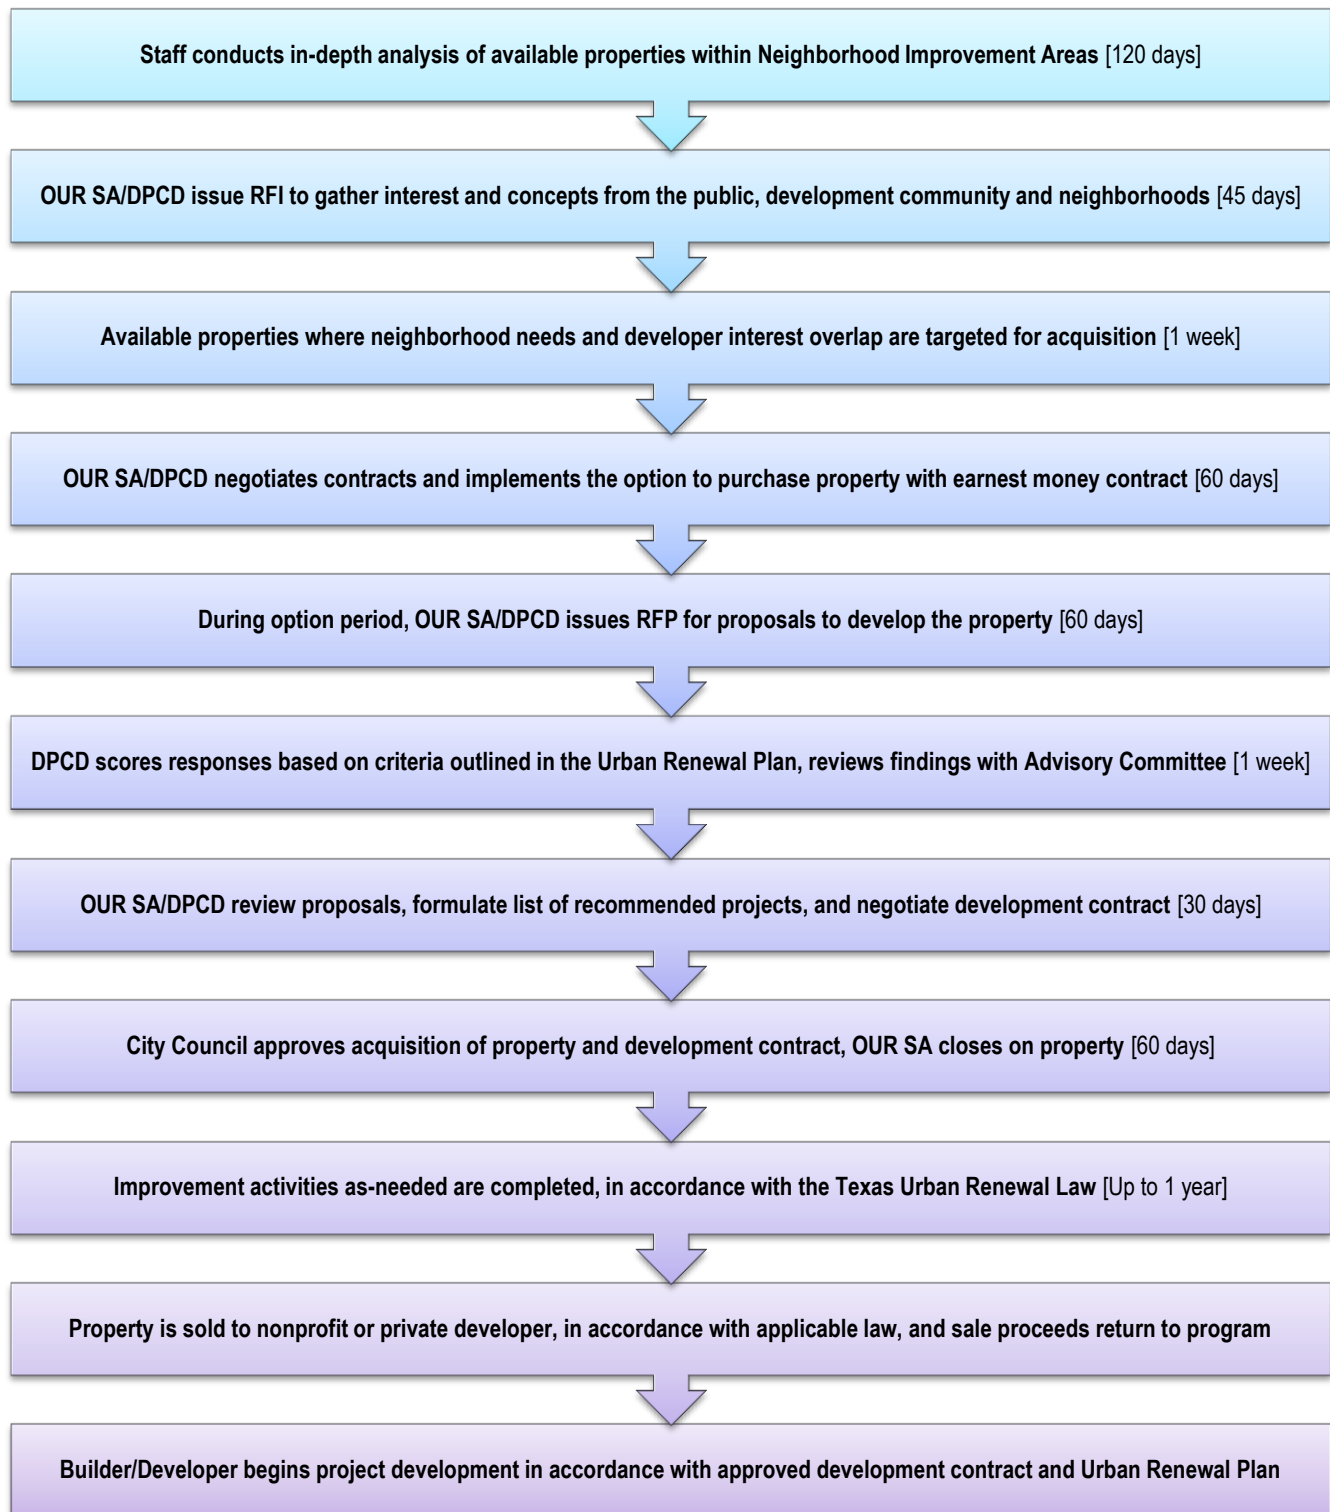 Staff conducts in-depth analysis of available properties within Neighborhood Improvement Areas [120 days]
OUR SA/DPCD issue RFI to gather interest and concepts from the public, development community and neighborhoods [45 days]
Available properties where neighborhood needs and developer interest overlap are targeted for acquisition [1 week]
OUR SA/DPCD negotiates contracts and implements the option to purchase property with earnest money contract [60 days]
During option period, OUR SA/DPCD issues RFP for proposals to develop the property [60 days]
DPCD scores responses based on criteria outlined in the Urban Renewal Plan, reviews findings with Advisory Committee [1 week]
OUR SA/DPCD review proposals, formulate list of recommended projects, and negotiate development contract [30 days]
City Council approves acquisition of property and development contract, OUR SA closes on property [60 days]
Improvement activities as-needed are completed, in accordance with the Texas Urban Renewal Law [Up to 1 year]
Property is sold to nonprofit or private developer, in accordance with applicable law, and sale proceeds return to program
Builder/Developer begins project development in accordance with approved development contract and Urban Renewal Plan